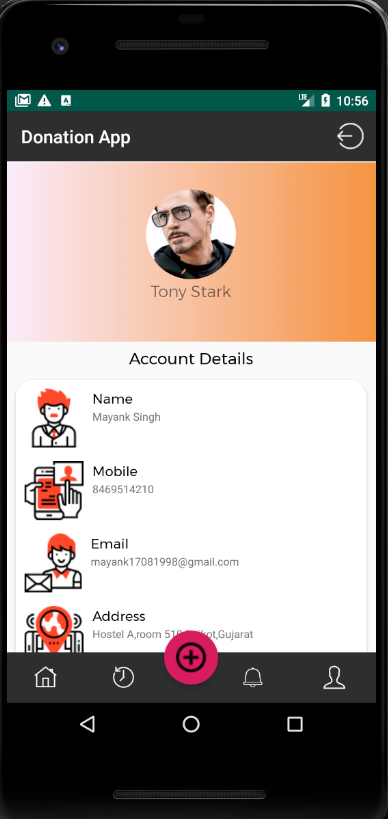 LTE 10:56
Donation App
Tony Stark
Account Details
Name
Mayank Singh
Mobile
8469514210
Email
mayank17081998@gmail.com
Address
Hostel A,room ,Gujarat